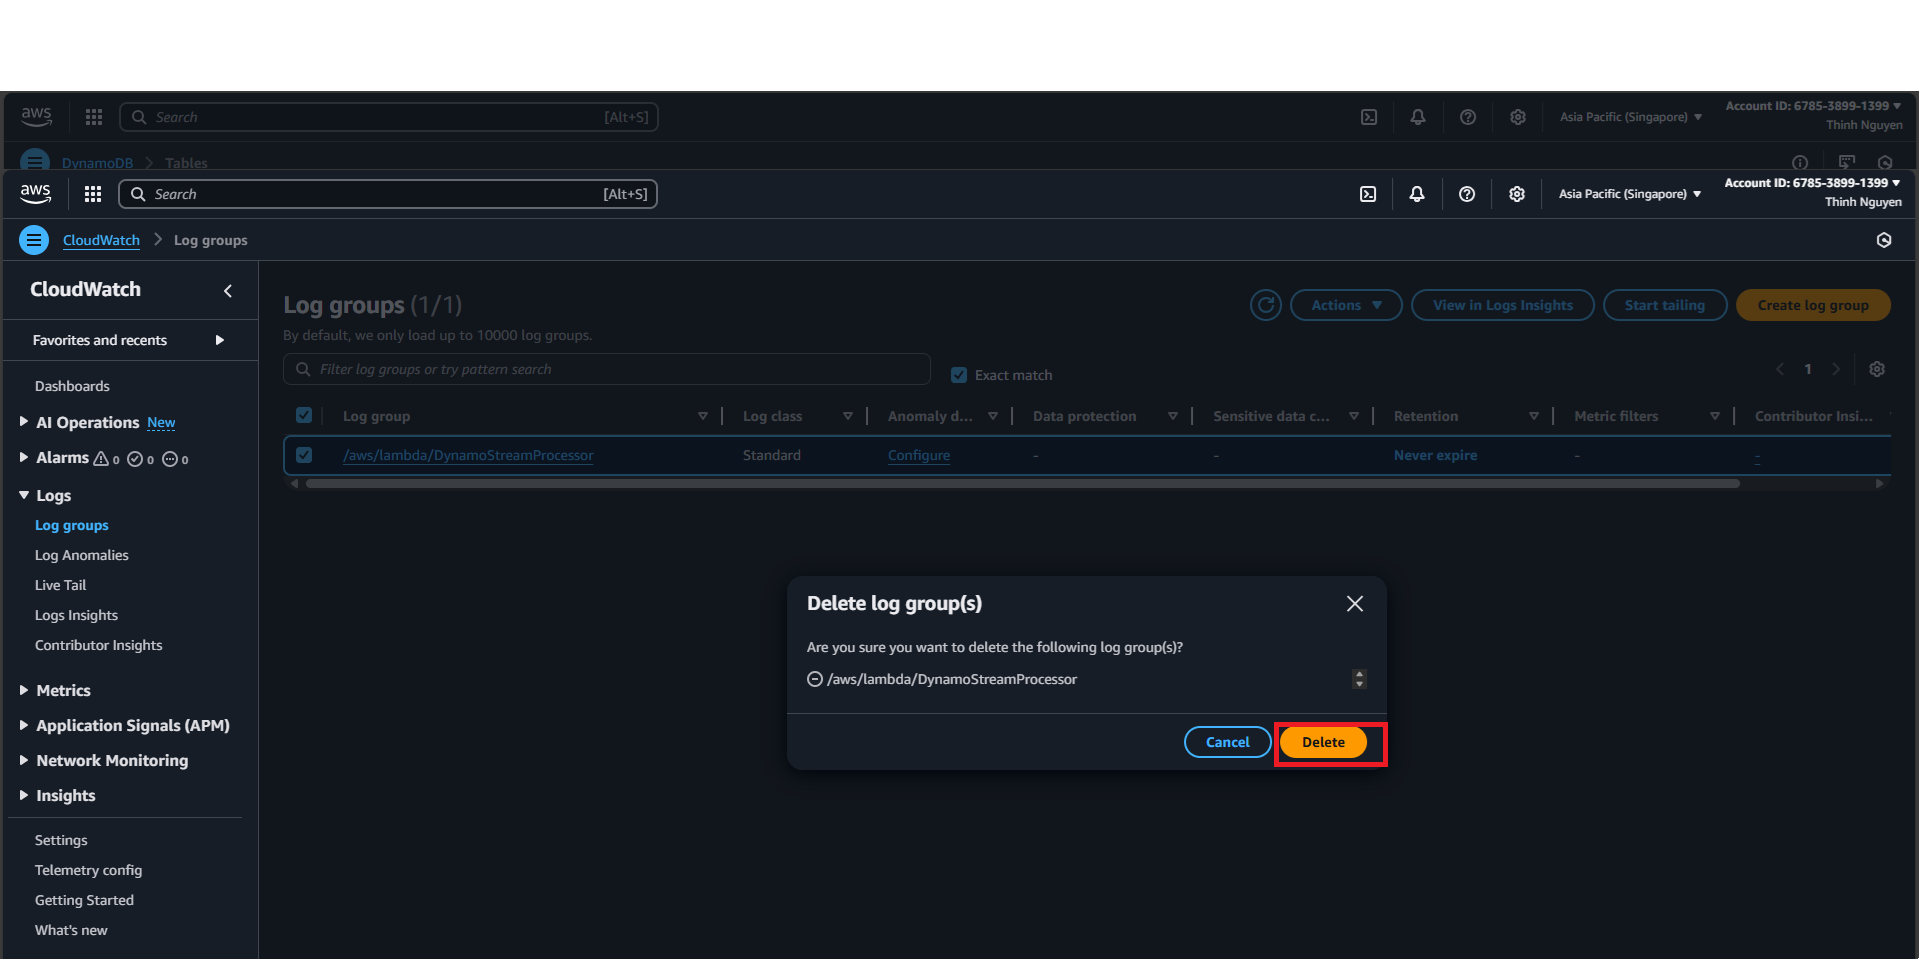 aws
Search [Alt+S]
Asia Pacific (Singapore)
Account ID: 6785-3899-1399
Thinh Nguyen
DynamoDB
Tables
aws
Search [Alt+S]
Asia Pacific (Singapore)
Account ID: 6785-3899-1399
Thinh Nguyen
CloudWatch
Log groups
CloudWatch
Favorites and recents
Dashboards
AI Operations New
Alarms 0 0 0
Logs
Log groups
Log Anomalies
Live Tail
Logs Insights
Contributor Insights
Metrics
Application Signals (APM)
Network Monitoring
Insights
Settings
Telemetry config
Getting Started
What's new
Log groups (1/1)
By default, we only load up to 10000 log groups.
Actions
View in Logs Insights
Start tailing
Create log group
Filter log groups or try pattern search
Exact match
1
Log group
Log class
Anomaly d...
Data protection
Sensitive data c...
Retention
Metric filters
Contributor Insi...
/aws/lambda/DynamoStreamProcessor
Standard
Configure
-
-
Never expire
-
-
Delete log group(s)
Are you sure you want to delete the following log group(s)?
/aws/lambda/DynamoStreamProcessor
Cancel
Delete